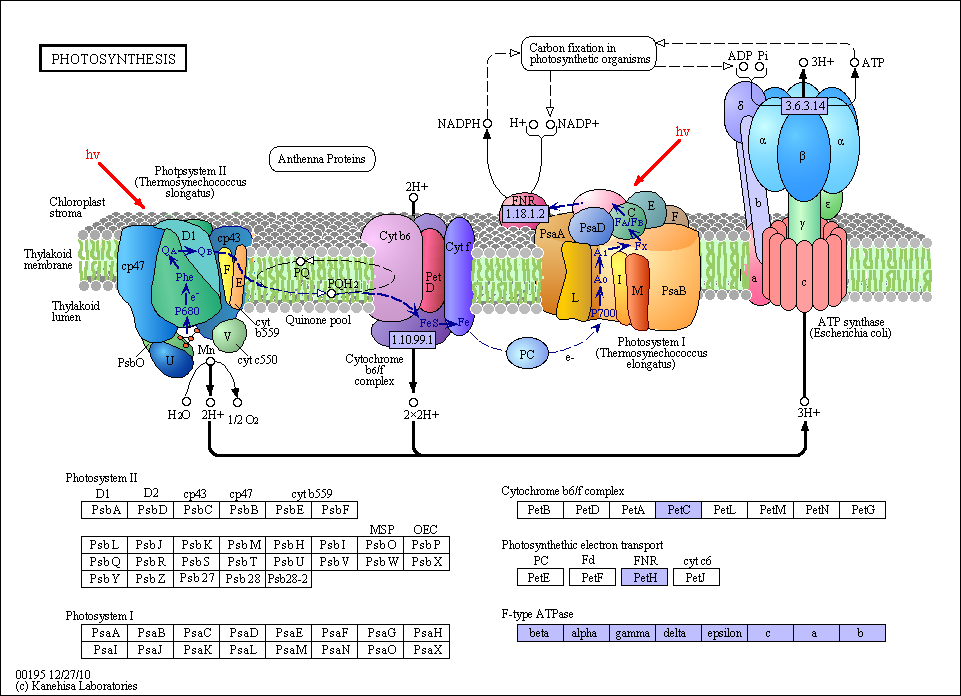 PHOTOSYNTHESIS
Carbon fixation in
photosynthetic organisms
ADP Pi
3H+
ATP
NADPH
H+
NADP+
hv
hv
Anthenna Proteins
Photpsystem II
(Thermosynechococcus
elongatus)
2H+
FNR
1.18.1.2
3.6.3.14
δ
α
β
α
b
ε
γ
a
c
Chloroplast
stroma
Thylakoid
membrane
Thylakoid
lumen
D1
cp43
cp47
QA
QB
F
E
Phe
e-
P680
PsbO
U
Mn
V
cyt
b559
cyt c550
PQ
PQH2
Quinone pool
Cyt b6
Pet
D
Cyt f
FeS
Fe
1.10.99.1
Cytochrome
b6/f
complex
PsaA
PsaD
C
E
F
FA/FB
Fx
A1
A0
P700
L
I
M
PsaB
PC
e-
Photosystem I
(Thermosynechococcus
elongatus)
ATP synthase
(Escherichia coli)
H2O
2H+
1/2 O2
2×2H+
3H+
Photosystem II
D1 D2 cp43 cp47 cyt b559
PsbA PsbD PsbC PsbB PsbE PsbF
MSP OEC
PsbL PsbJ PsbK PsbM PsbH PsbI PsbO PsbP
PsbQ PsbR PsbS PsbT PsbU PsbV PsbW PsbX
PsbY PsbZ Psb27 Psb28 Psb28-2
Photosystem I
PsaA PsaB PsaC PsaD PsaE PsaF PsaG PsaH
PsaI PsaJ PsaK PsaL PsaM PsaN PsaO PsaX
Cytochrome b6/f complex
PetB PetD PetA PetC PetL PetM PetN PetG
Photosynthethic electron transport
PC Fd FNR cyt c6
PetE PetF PetH PetJ
F-type ATPase
beta alpha gamma delta epsilon c a b
00195 12/27/10
(c) Kanehisa Laboratories